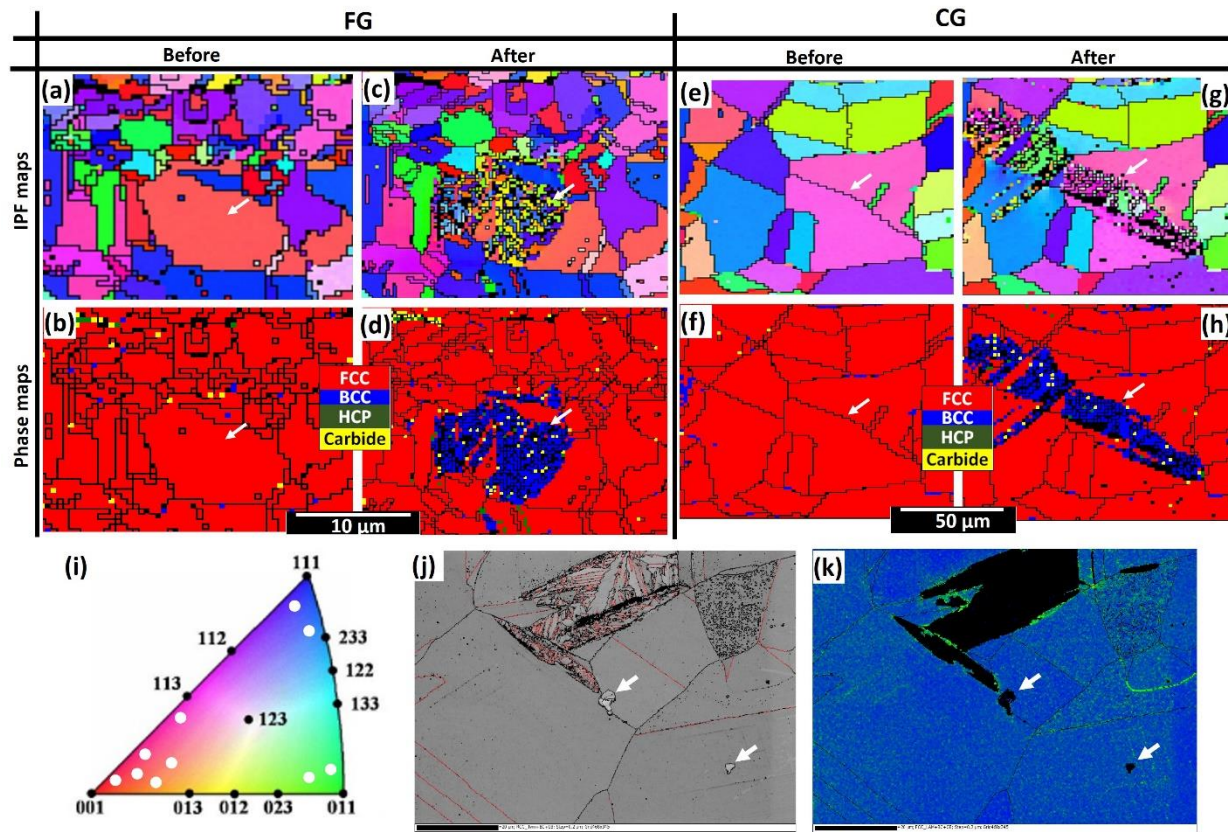 FG
CG
Before
After
Before
After
IPF maps
(a)
(c)
(e)
(g)
Phase maps
(b)
(d)
(f)
(h)
FCC
BCC
HCP
Carbide
FCC
BCC
HCP
Carbide
10 µm
50 µm
(i)
111
112
233
122
113
133
123
001
013
012
023
011
(j)
(k)